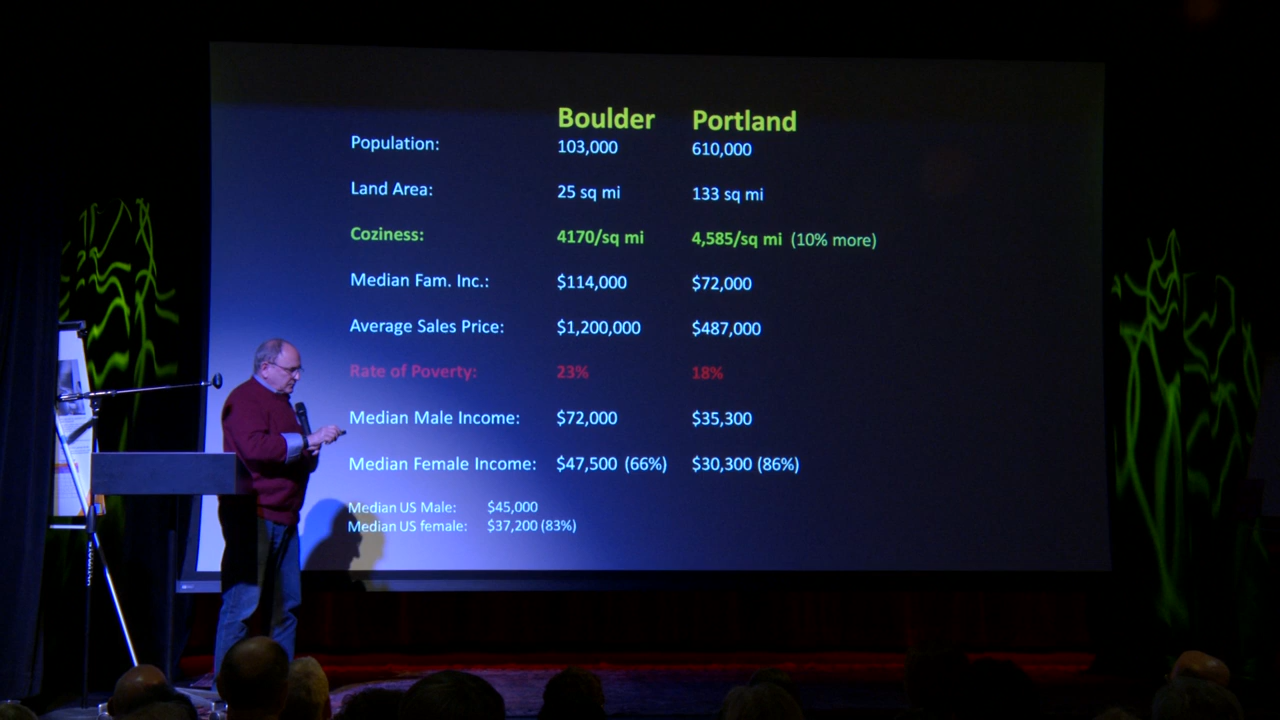 Boulder Portland
Population: 103,000 610,000
Land Area: 25 sq mi 133 sq mi
Coziness: 4170/sq mi 4,585/sq mi (10% more)
Median Fam. Inc.: $114,000 $72,000
Average Sales Price: $1,200,000 $487,000
Rate of Poverty: 23% 18%
Median Male Income: $72,000 $35,300
Median Female Income: $47,500 (66%) $30,300 (86%)
Median US Male: $45,000
Median US female: $37,200 (83%)